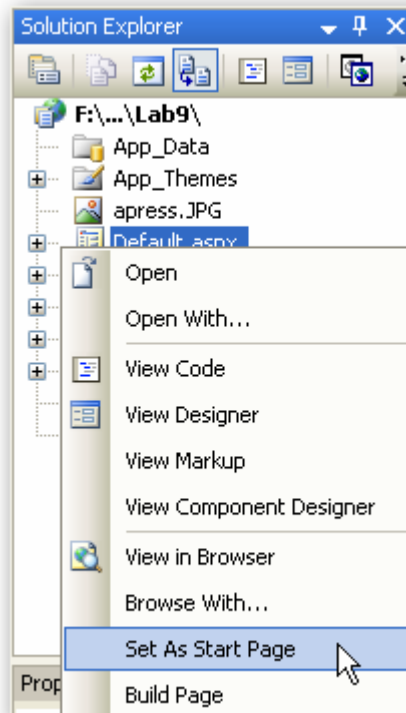 Solution Explorer
F:\...\Lab9\
App_Data
App_Themes
apress.JPG
Default.aspx
Open
Open With...
View Code
View Designer
View Markup
View Component Designer
View in Browser
Browse With...
Set As Start Page
Prop
Build Page